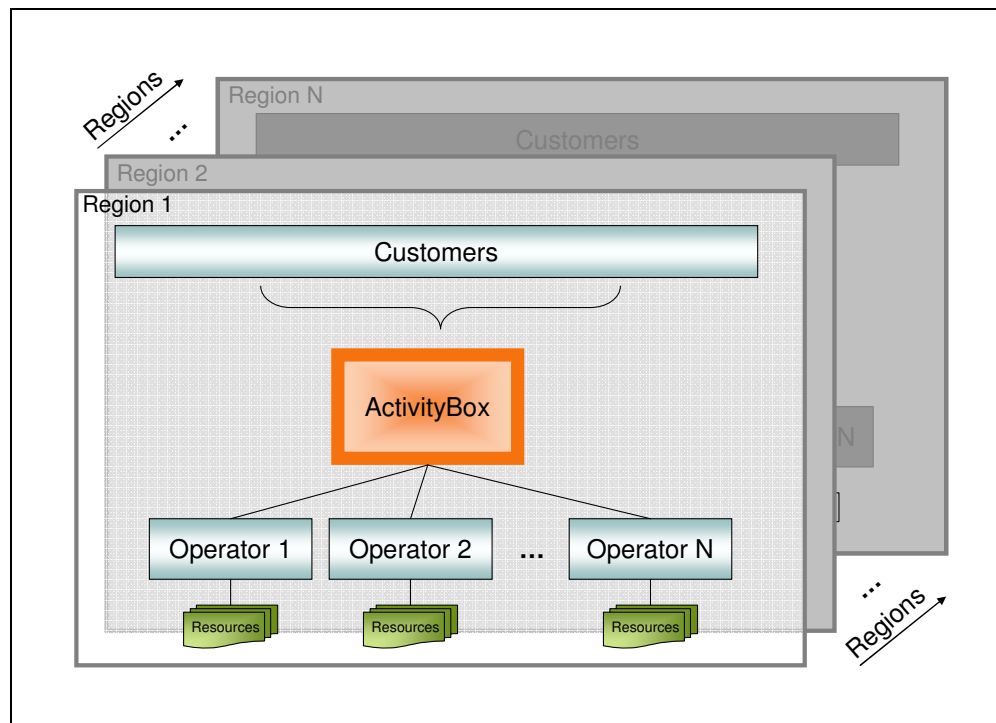 Regions
...
Region N
Customers
Region 2
Region 1
Customers
ActivityBox
N
Operator 1
Operator 2
...
Operator N
Resources
Resources
Resources
...
Regions